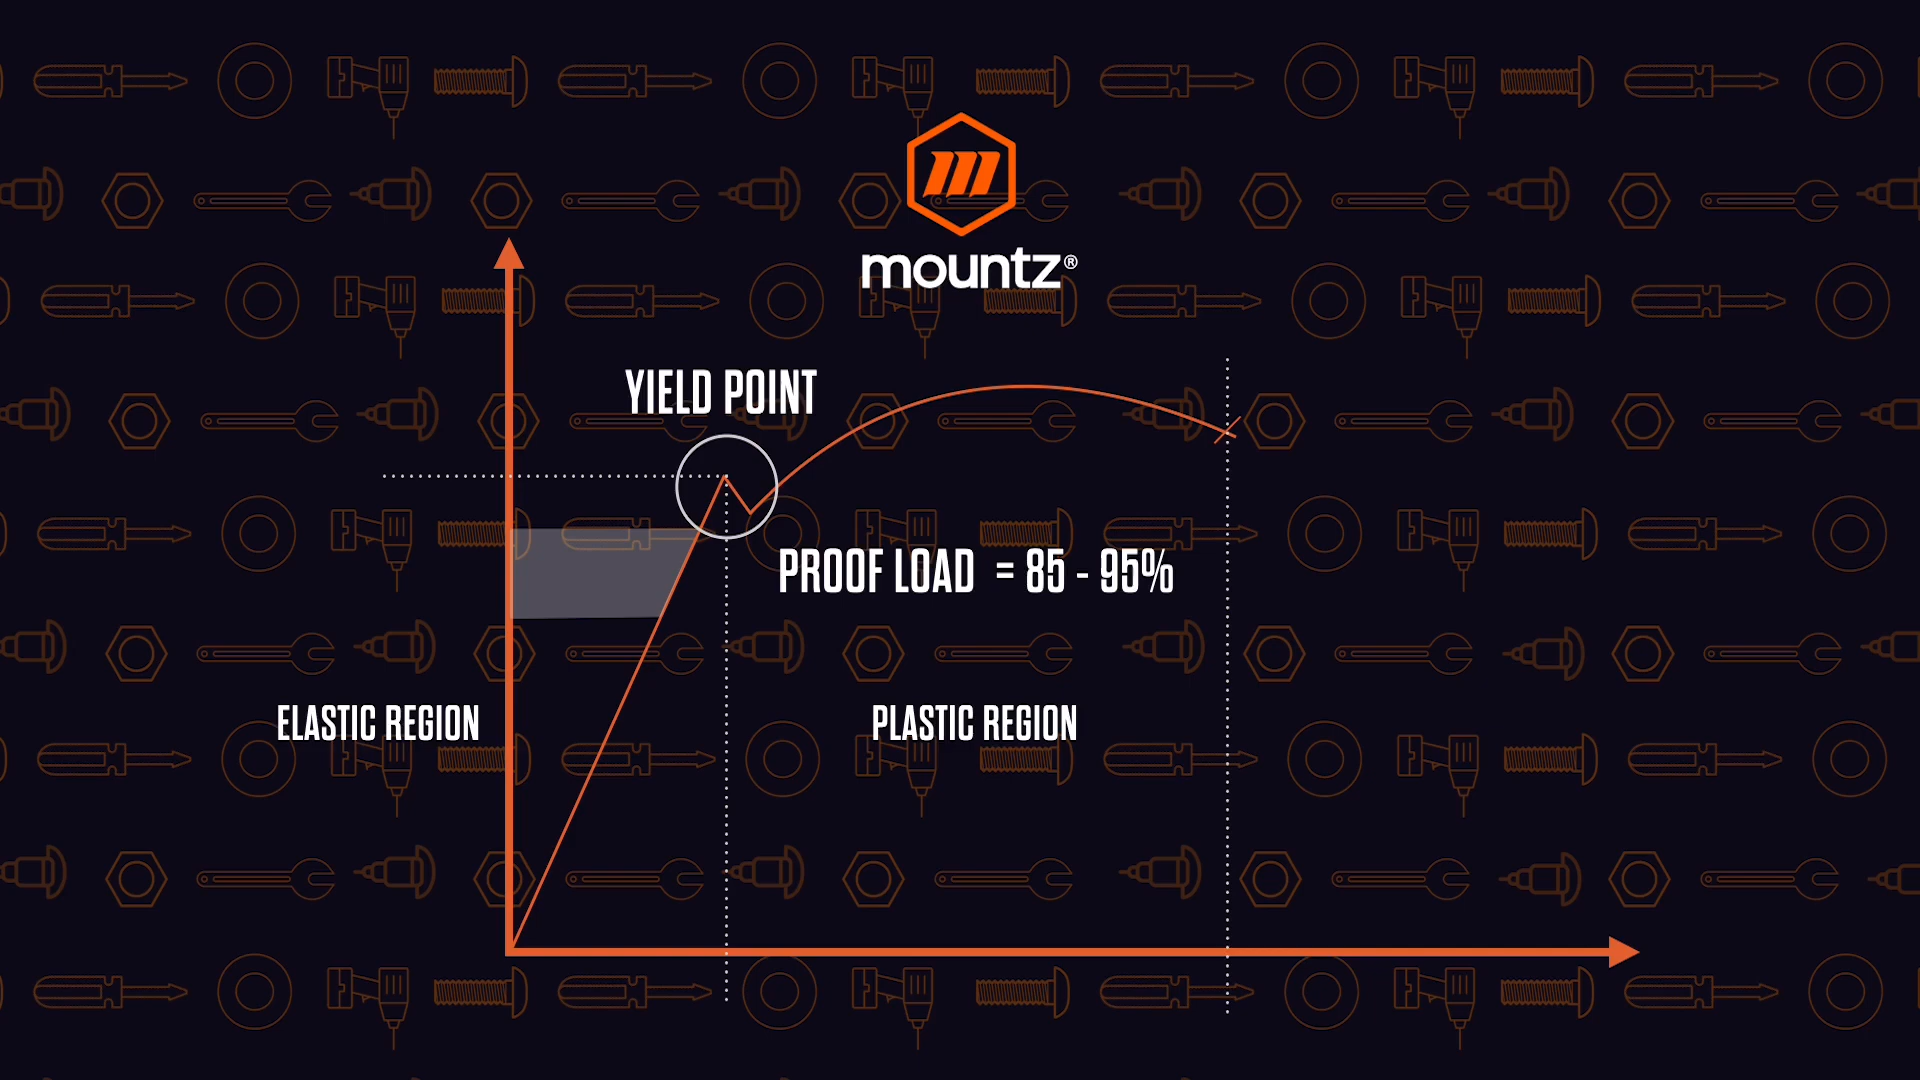 mountz®
YIELD POINT
PROOF LOAD = 85 - 95%
ELASTIC REGION
PLASTIC REGION